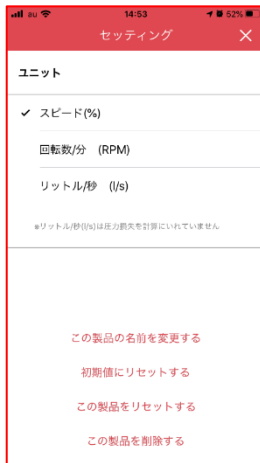 au 14:53 52%
セッティング
ユニット
スピード(%)
回転数/分 (RPM)
リットル/秒 (l/s)
※リットル/秒(l/s)は圧力損失を計算にいれていません
この製品の名前を変更する
初期値にリセットする
この製品をリセットする
この製品を削除する